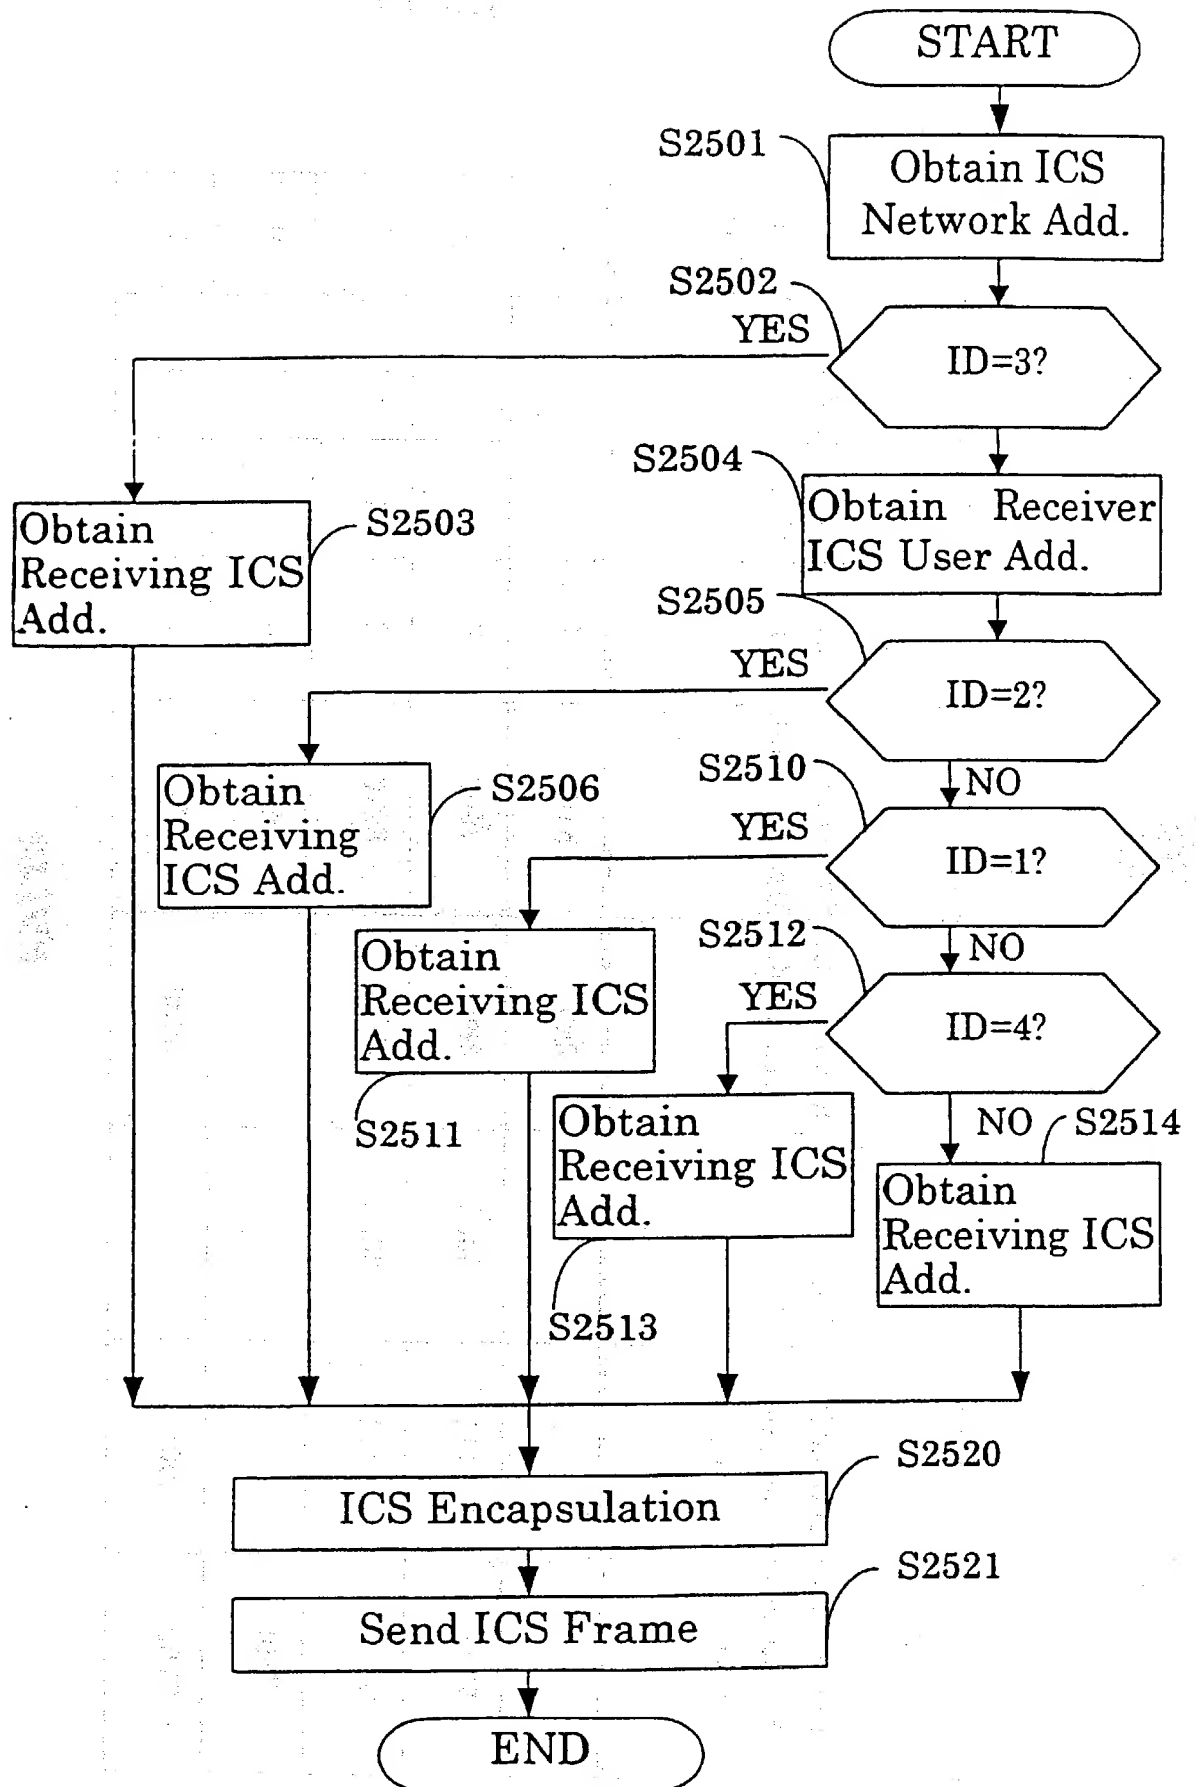 START
S2501
Obtain ICS
Network Add.
S2502
YES
ID=3?
S2504
Obtain Receiver
ICS User Add.
Obtain
Receiving ICS
Add.
S2503
S2505
YES
ID=2?
NO
Obtain
Receiving
ICS Add.
S2506
S2510
YES
ID=1?
NO
Obtain
Receiving ICS
Add.
S2511
S2512
YES
ID=4?
NO
Obtain
Receiving ICS
Add.
S2513
S2514
Obtain
Receiving ICS
Add.
S2520
ICS Encapsulation
S2521
Send ICS Frame
END